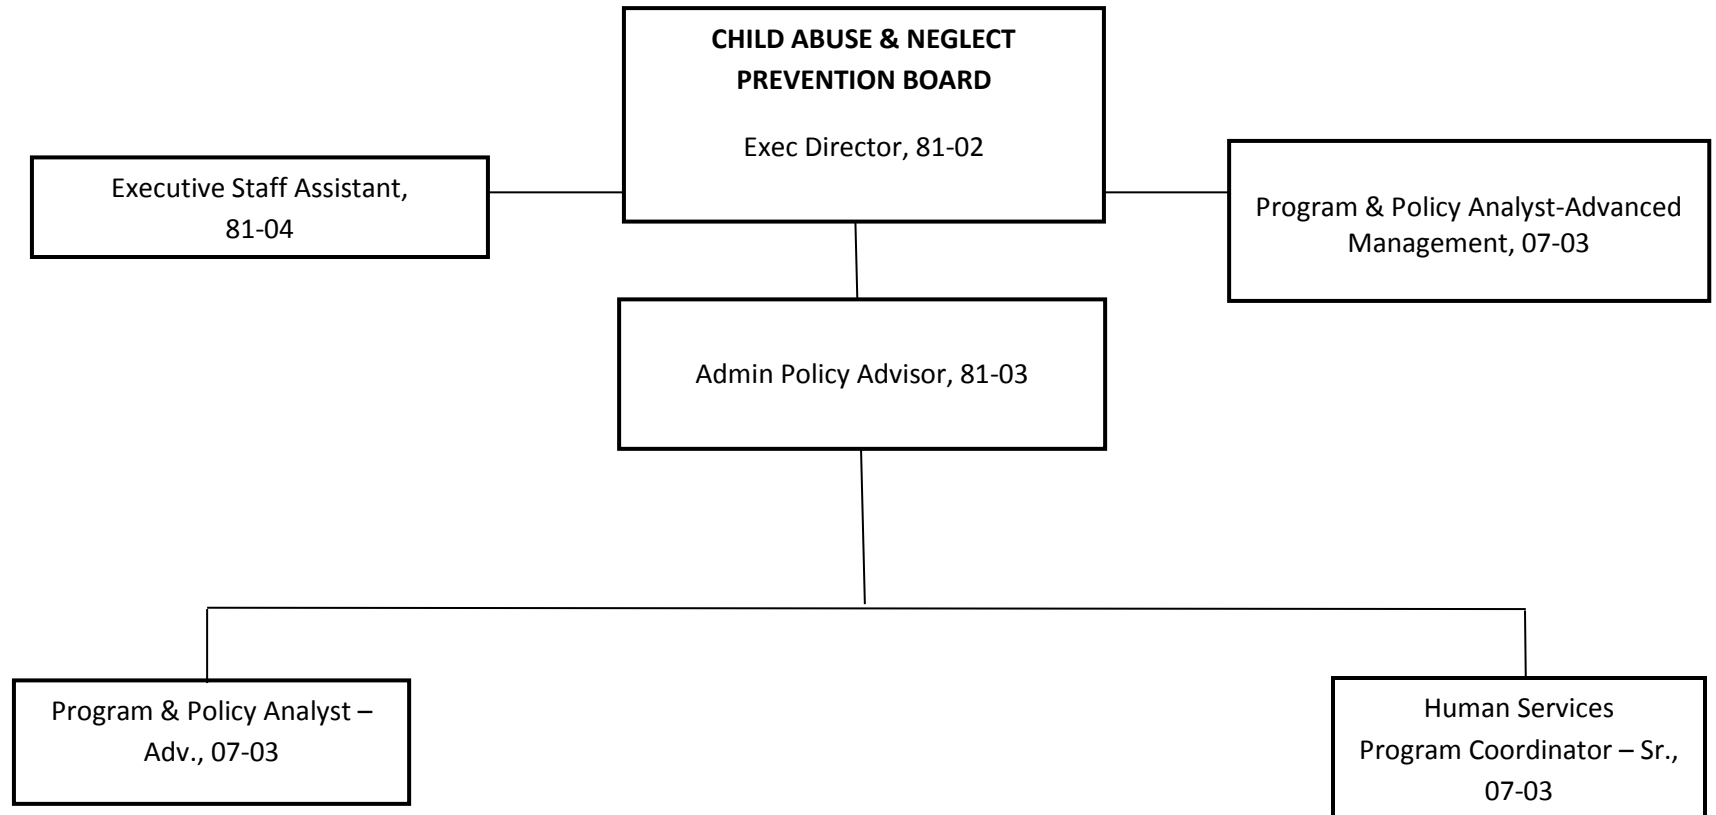 CHILD ABUSE & NEGLECT
PREVENTION BOARD
Exec Director, 81-02
Executive Staff Assistant,
81-04
Program & Policy Analyst-Advanced
Management, 07-03
Admin Policy Advisor, 81-03
Program & Policy Analyst –
Adv., 07-03
Human Services
Program Coordinator – Sr.,
07-03